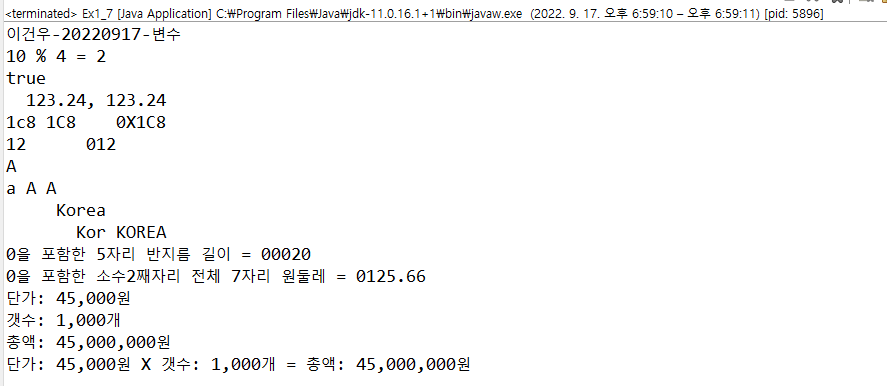 <terminated> Ex1_7 [Java Application] C:₩Program Files₩Java₩jdk-11.0.16.1+1₩bin₩javaw.exe (2022. 9. 17. 오후 6:59:10 – 오후 6:59:11) [pid: 5896]
이건우-20220917-변수
10 % 4 = 2
true
  123.24, 123.24
1c8 1C8    0X1C8
12      012
A
a A A
     Korea
       Kor KOREA
0을 포함한 5자리 반지름 길이 = 00020
0을 포함한 소수2째자리 전체 7자리 원둘레 = 0125.66
단가: 45,000원
갯수: 1,000개
총액: 45,000,000원
단가: 45,000원 X 갯수: 1,000개 = 총액: 45,000,000원